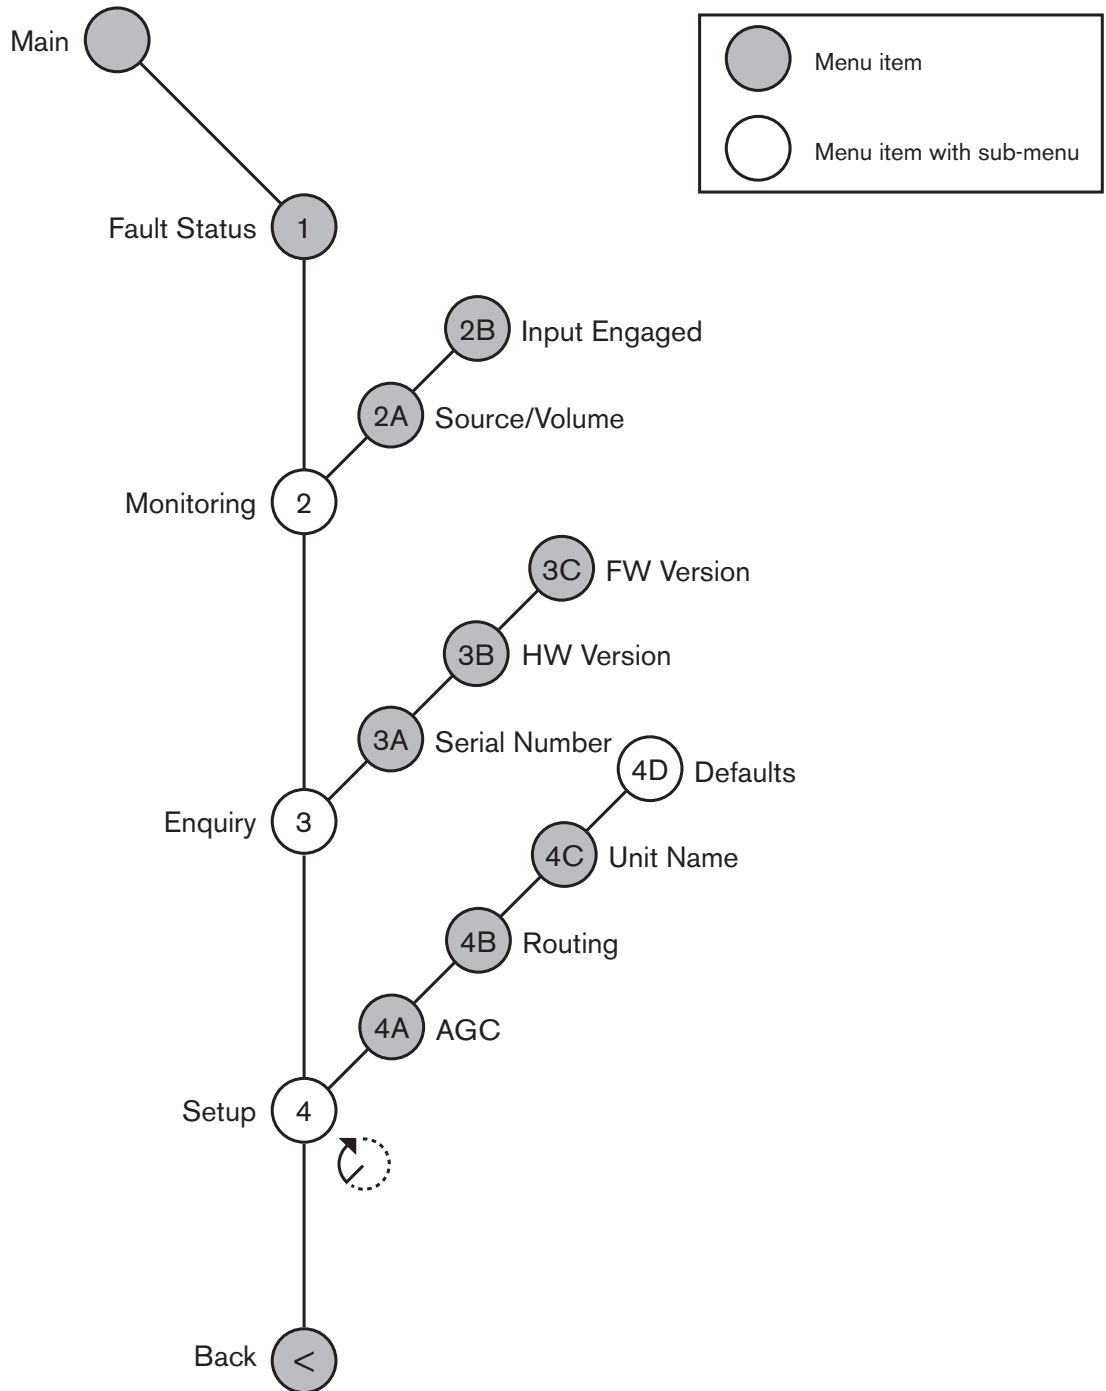 Main
Menu item
Menu item with sub-menu
Fault Status 1
2B Input Engaged
2A Source/Volume
Monitoring 2
3C FW Version
3B HW Version
3A Serial Number
4D Defaults
Enquiry 3
4C Unit Name
4B Routing
4A AGC
Setup 4
Back <